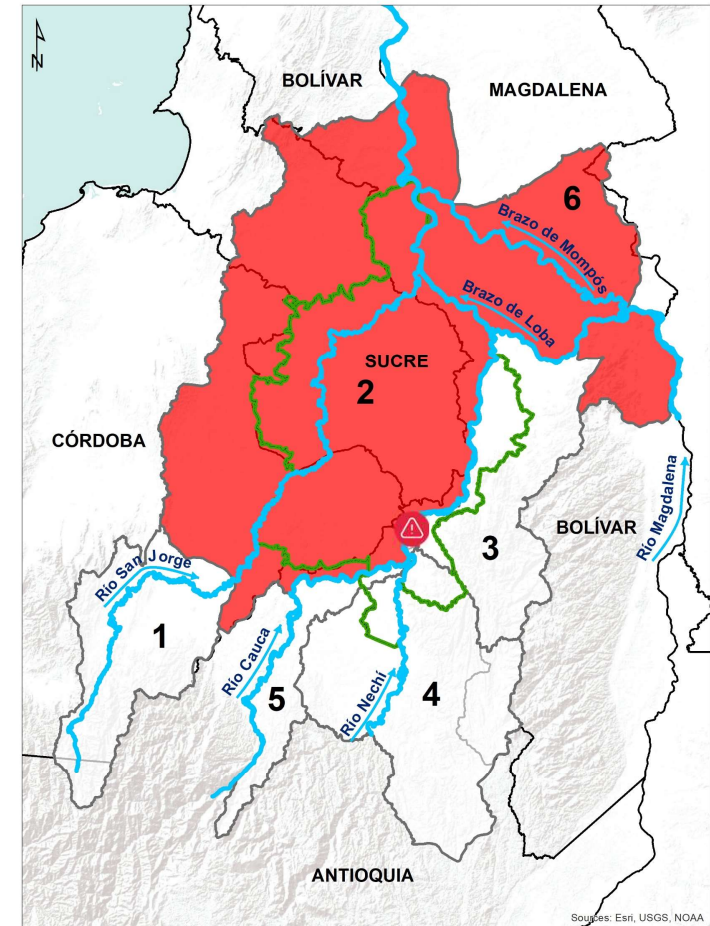 N
BOLÍVAR
MAGDALENA
6
Brazo de Mompós
Brazo de Loba
SUCRE
2
CÓRDOBA
BOLÍVAR
3
Río Magdalena
Río San Jorge
1
Río Cauca
5
Río Nechí
4
ANTIOQUIA
Sources: Esri, USGS, NOAA